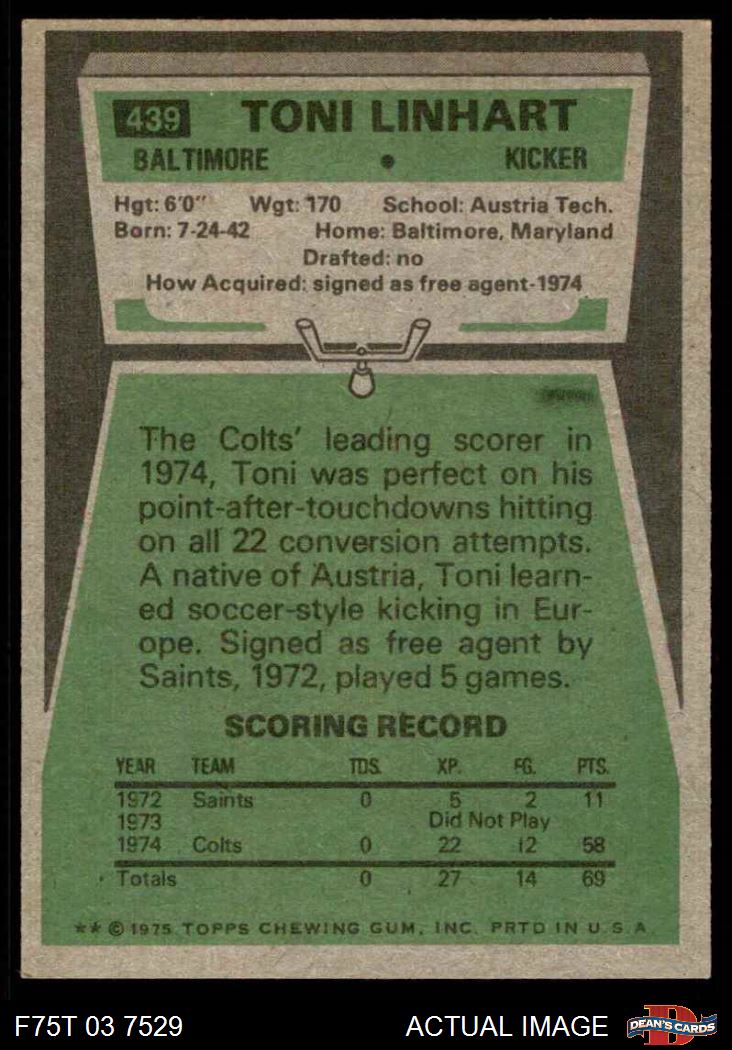 439 TONI LINHART
BALTIMORE • KICKER
Hgt: 6'0" Wgt: 170 School: Austria Tech.
Born: 7-24-42 Home: Baltimore, Maryland
Drafted: no
How Acquired: signed as free agent-1974
The Colts' leading scorer in
1974, Toni was perfect on his
point-after-touchdowns hitting
on all 22 conversion attempts.
A native of Austria, Toni learn-
ed soccer-style kicking in Eur-
ope. Signed as free agent by
Saints, 1972, played 5 games.
SCORING RECORD
YEAR TEAM TDS. XP. FG. PTS.
1972 Saints 0 5 2 11
1973 Did Not Play
1974 Colts 0 22 12 58
Totals 0 27 14 69
** © 1975 TOPPS CHEWING GUM, INC. PRTD IN U.S.A.
F75T 03 7529 ACTUAL IMAGE DEAN'S CARDS